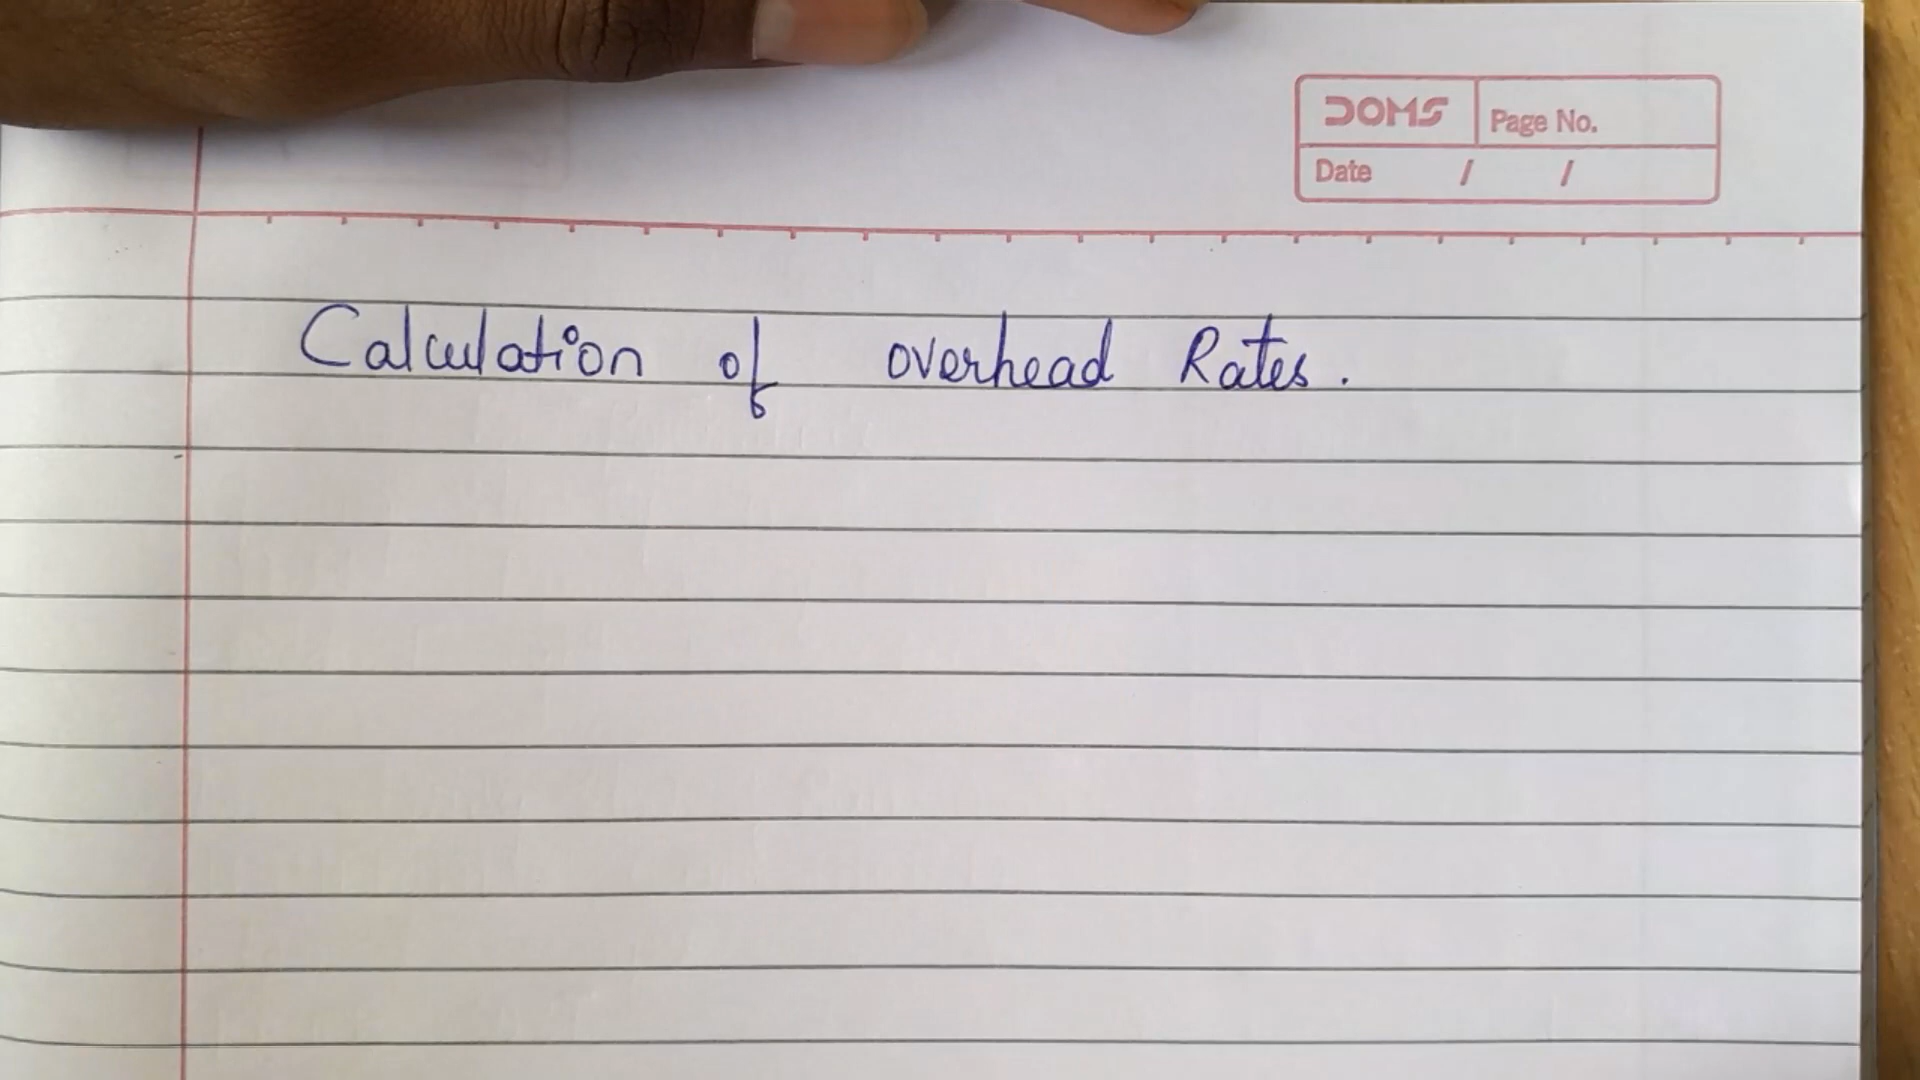 DOMS Page No.
Date / /
Calculation of overhead Rates.